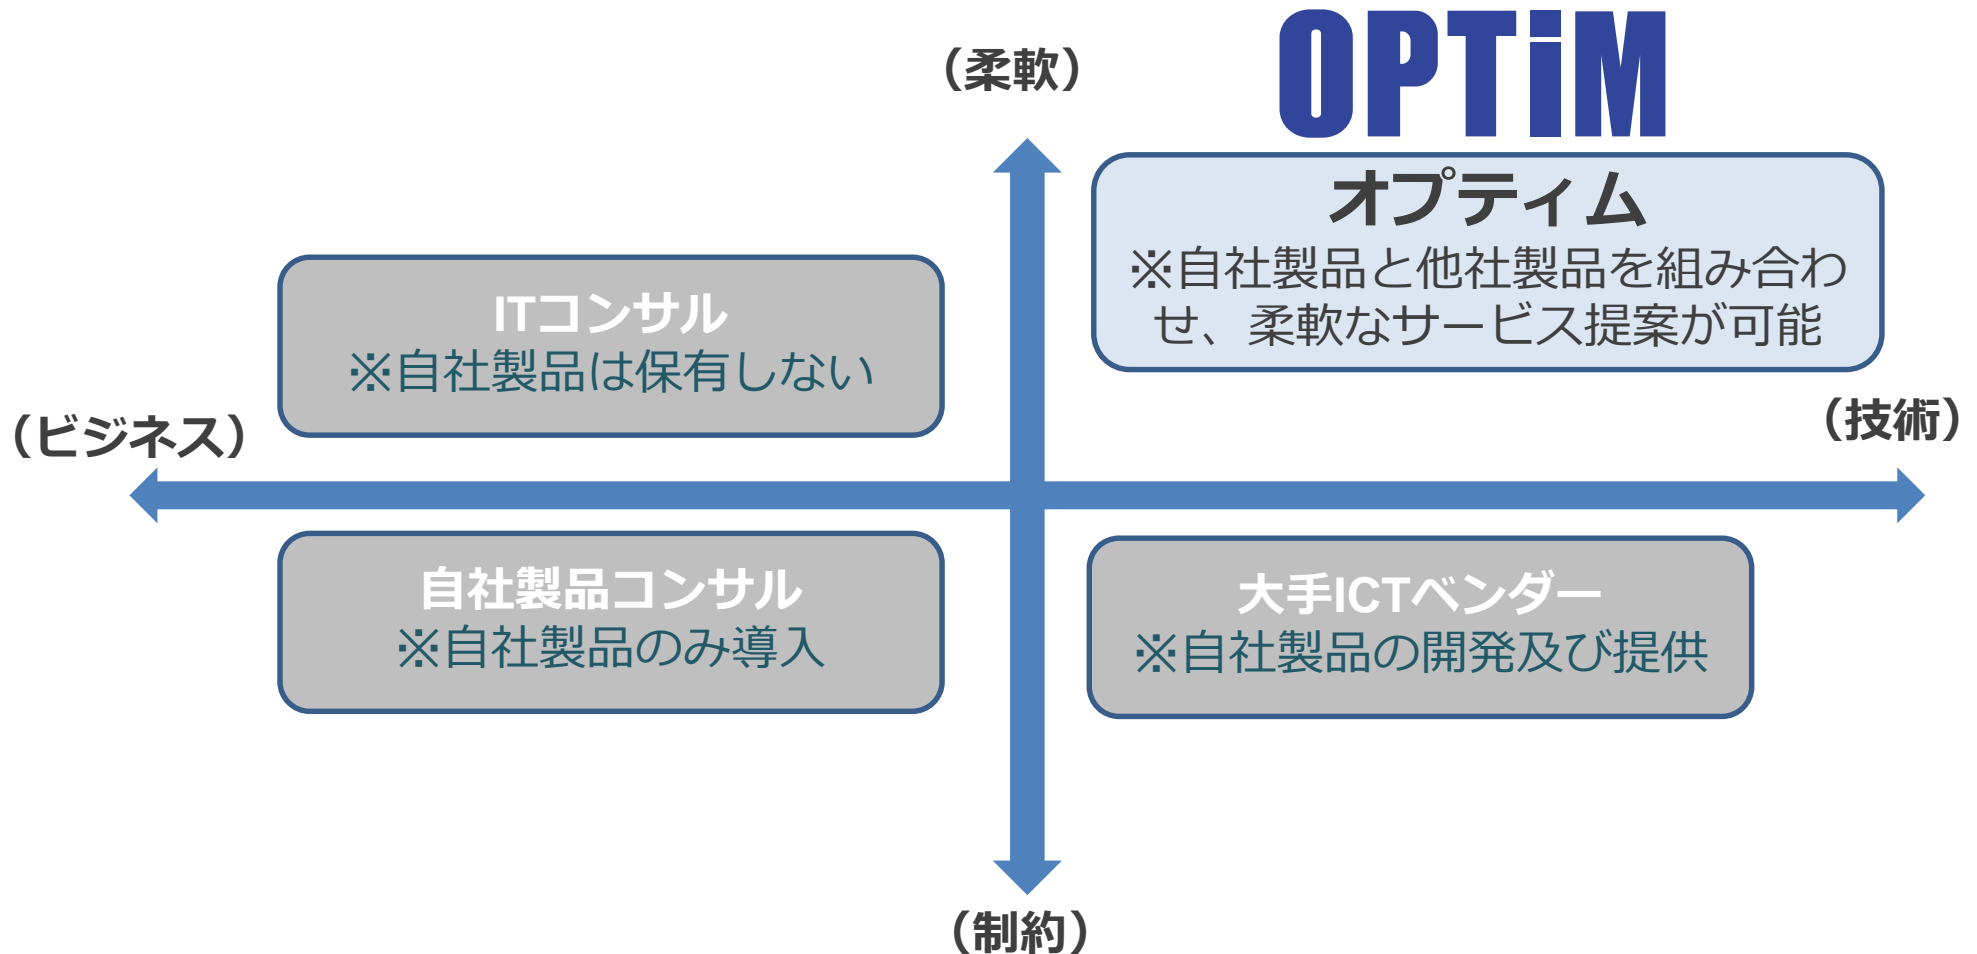 OPTiM
（柔軟）
オプティム
※自社製品と他社製品を組み合わ
せ、柔軟なサービス提案が可能
ITコンサル
※自社製品は保有しない
（ビジネス）
（技術）
自社製品コンサル
※自社製品のみ導入
大手ICTベンダー
※自社製品の開発及び提供
（制約）